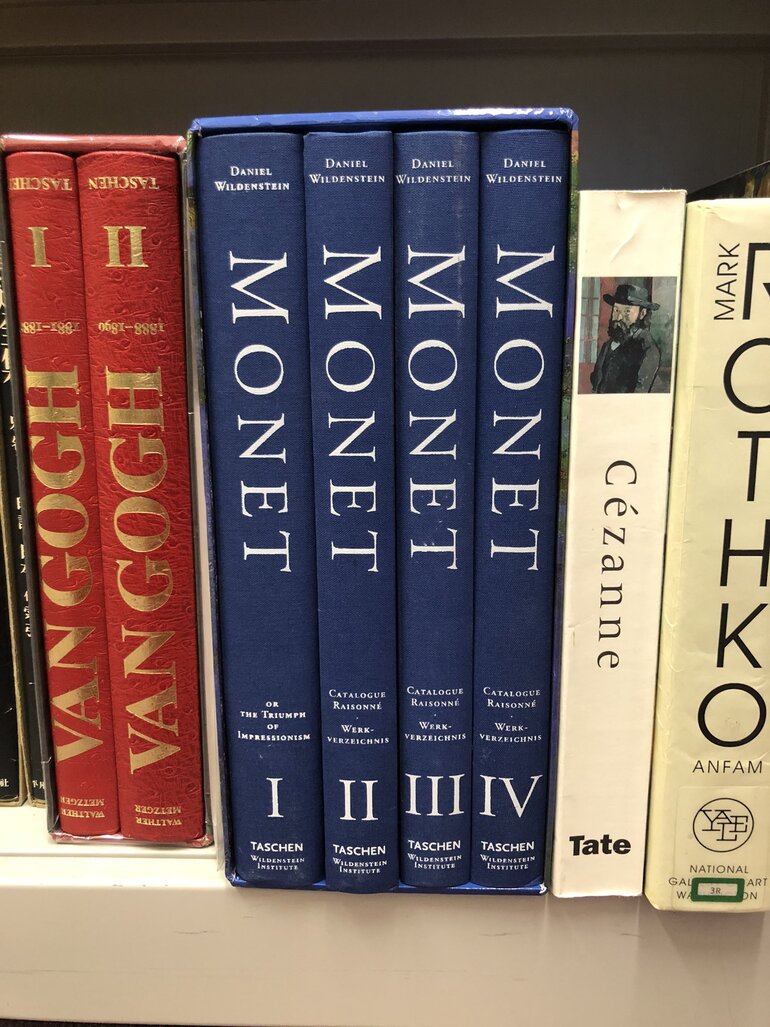 TASCHEN
I
VAN GOGH
WALTHER
METZGER
TASCHEN
II
1888–1890
VAN GOGH
WALTHER
METZGER
DANIEL
WILDENSTEIN
MONET
OR
THE TRIUMPH
OF
IMPRESSIONISM
I
TASCHEN
WILDENSTEIN
INSTITUTE
DANIEL
WILDENSTEIN
MONET
CATALOGUE
RAISONNÉ
·
WERK-
VERZEICHNIS
II
TASCHEN
WILDENSTEIN
INSTITUTE
DANIEL
WILDENSTEIN
MONET
CATALOGUE
RAISONNÉ
·
WERK-
VERZEICHNIS
III
TASCHEN
WILDENSTEIN
INSTITUTE
DANIEL
WILDENSTEIN
MONET
CATALOGUE
RAISONNÉ
·
WERK-
VERZEICHNIS
IV
TASCHEN
WILDENSTEIN
INSTITUTE
Cézanne
Tate
MARK
ROTHKO
ANFAM
YALE
NATIONAL
3R